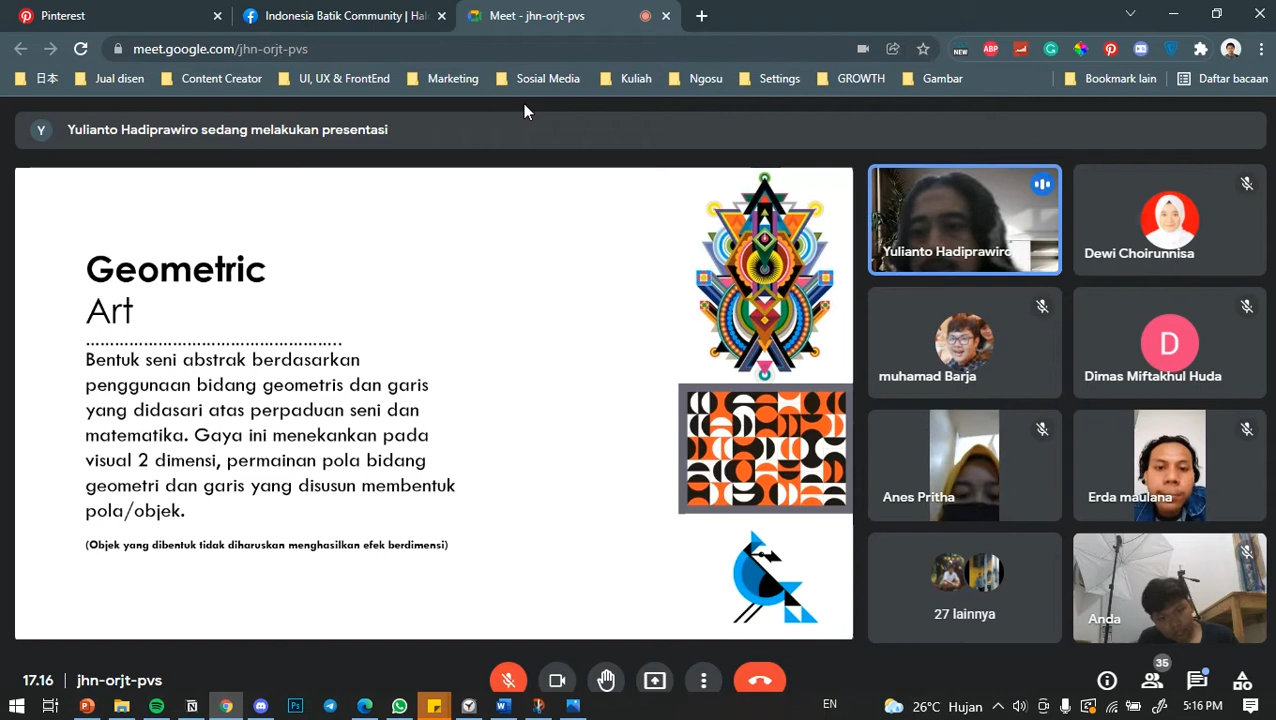 Pinterest
Indonesia Batik Community | Hal
Meet - jhn-orjt-pvs
meet.google.com/jhn-orjt-pvs
NEW
ABP
日本
Jual disen
Content Creator
UI, UX & FrontEnd
Marketing
Sosial Media
Kuliah
Ngosu
Settings
GROWTH
Gambar
Bookmark lain
Daftar bacaan
Y
Yulianto Hadiprawiro sedang melakukan presentasi
Geometric
Art
Bentuk seni abstrak berdasarkan
penggunaan bidang geometris dan garis
yang didasari atas perpaduan seni dan
matematika. Gaya ini menekankan pada
visual 2 dimensi, permainan pola bidang
geometri dan garis yang disusun membentuk
pola/objek.
(Objek yang dibentuk tidak diharuskan menghasilkan efek berdimensi)
Yulianto Hadiprawiro
Dewi Choirunnisa
muhamad Barja
D
Dimas Miftakhul Huda
Anes Pritha
Erda maulana
27 lainnya
Anda
17.16
jhn-orjt-pvs
35
EN
26°C Hujan
5:16 PM